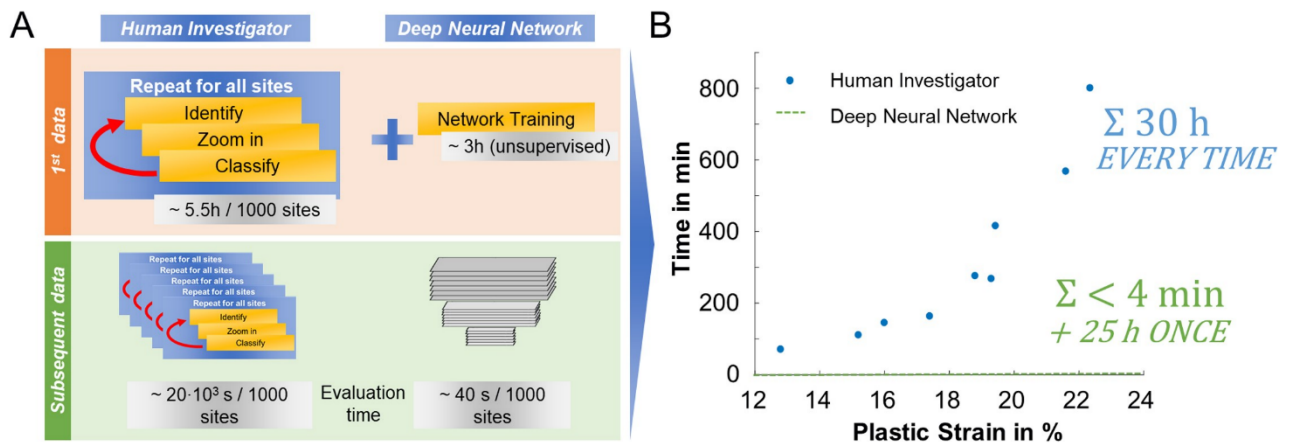 A
Human Investigator
Deep Neural Network
1st data
Repeat for all sites
Identify
Zoom in
Classify
~ 5.5h / 1000 sites
Network Training
~ 3h (unsupervised)
Subsequent data
Repeat for all sites
Repeat for all sites
Repeat for all sites
Repeat for all sites
Repeat for all sites
Identify
Zoom in
Classify
~ 20·10³ s / 1000
sites
Evaluation
time
~ 40 s / 1000
sites
B
Human Investigator
Deep Neural Network
Time in min
800
600
400
200
0
12
14
16
18
20
22
24
Plastic Strain in %
Σ 30 h
EVERY TIME
Σ < 4 min
+ 25 h ONCE